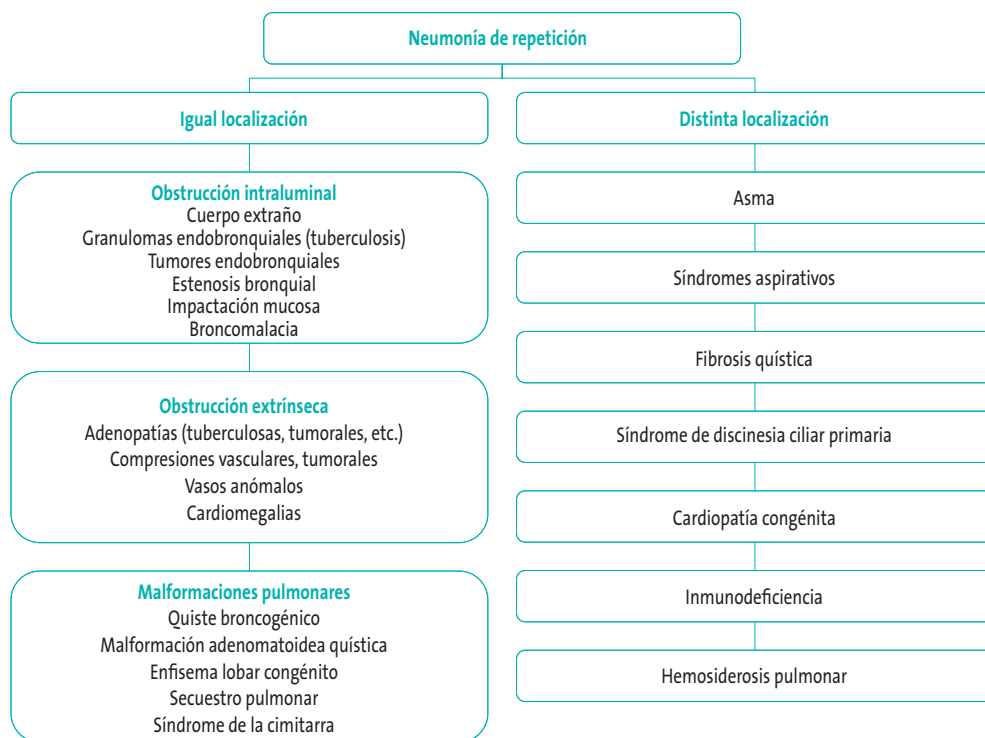 Neumonía de repetición
Igual localización
Obstrucción intraluminal
Cuerpo extraño
Granulomas endobronquiales (tuberculosis)
Tumores endobronquiales
Estenosis bronquial
Impactación mucosa
Broncomalacia
Obstrucción extrínseca
Adenopatías (tuberculosas, tumorales, etc.)
Compresiones vasculares, tumorales
Vasos anómalos
Cardiomegalias
Malformaciones pulmonares
Quiste broncogénico
Malformación adenomatoidea quística
Enfisema lobar congénito
Secuestro pulmonar
Síndrome de la cimitarra
Distinta localización
Asma
Síndromes aspirativos
Fibrosis quística
Síndrome de discinesia ciliar primaria
Cardiopatía congénita
Inmunodeficiencia
Hemosiderosis pulmonar